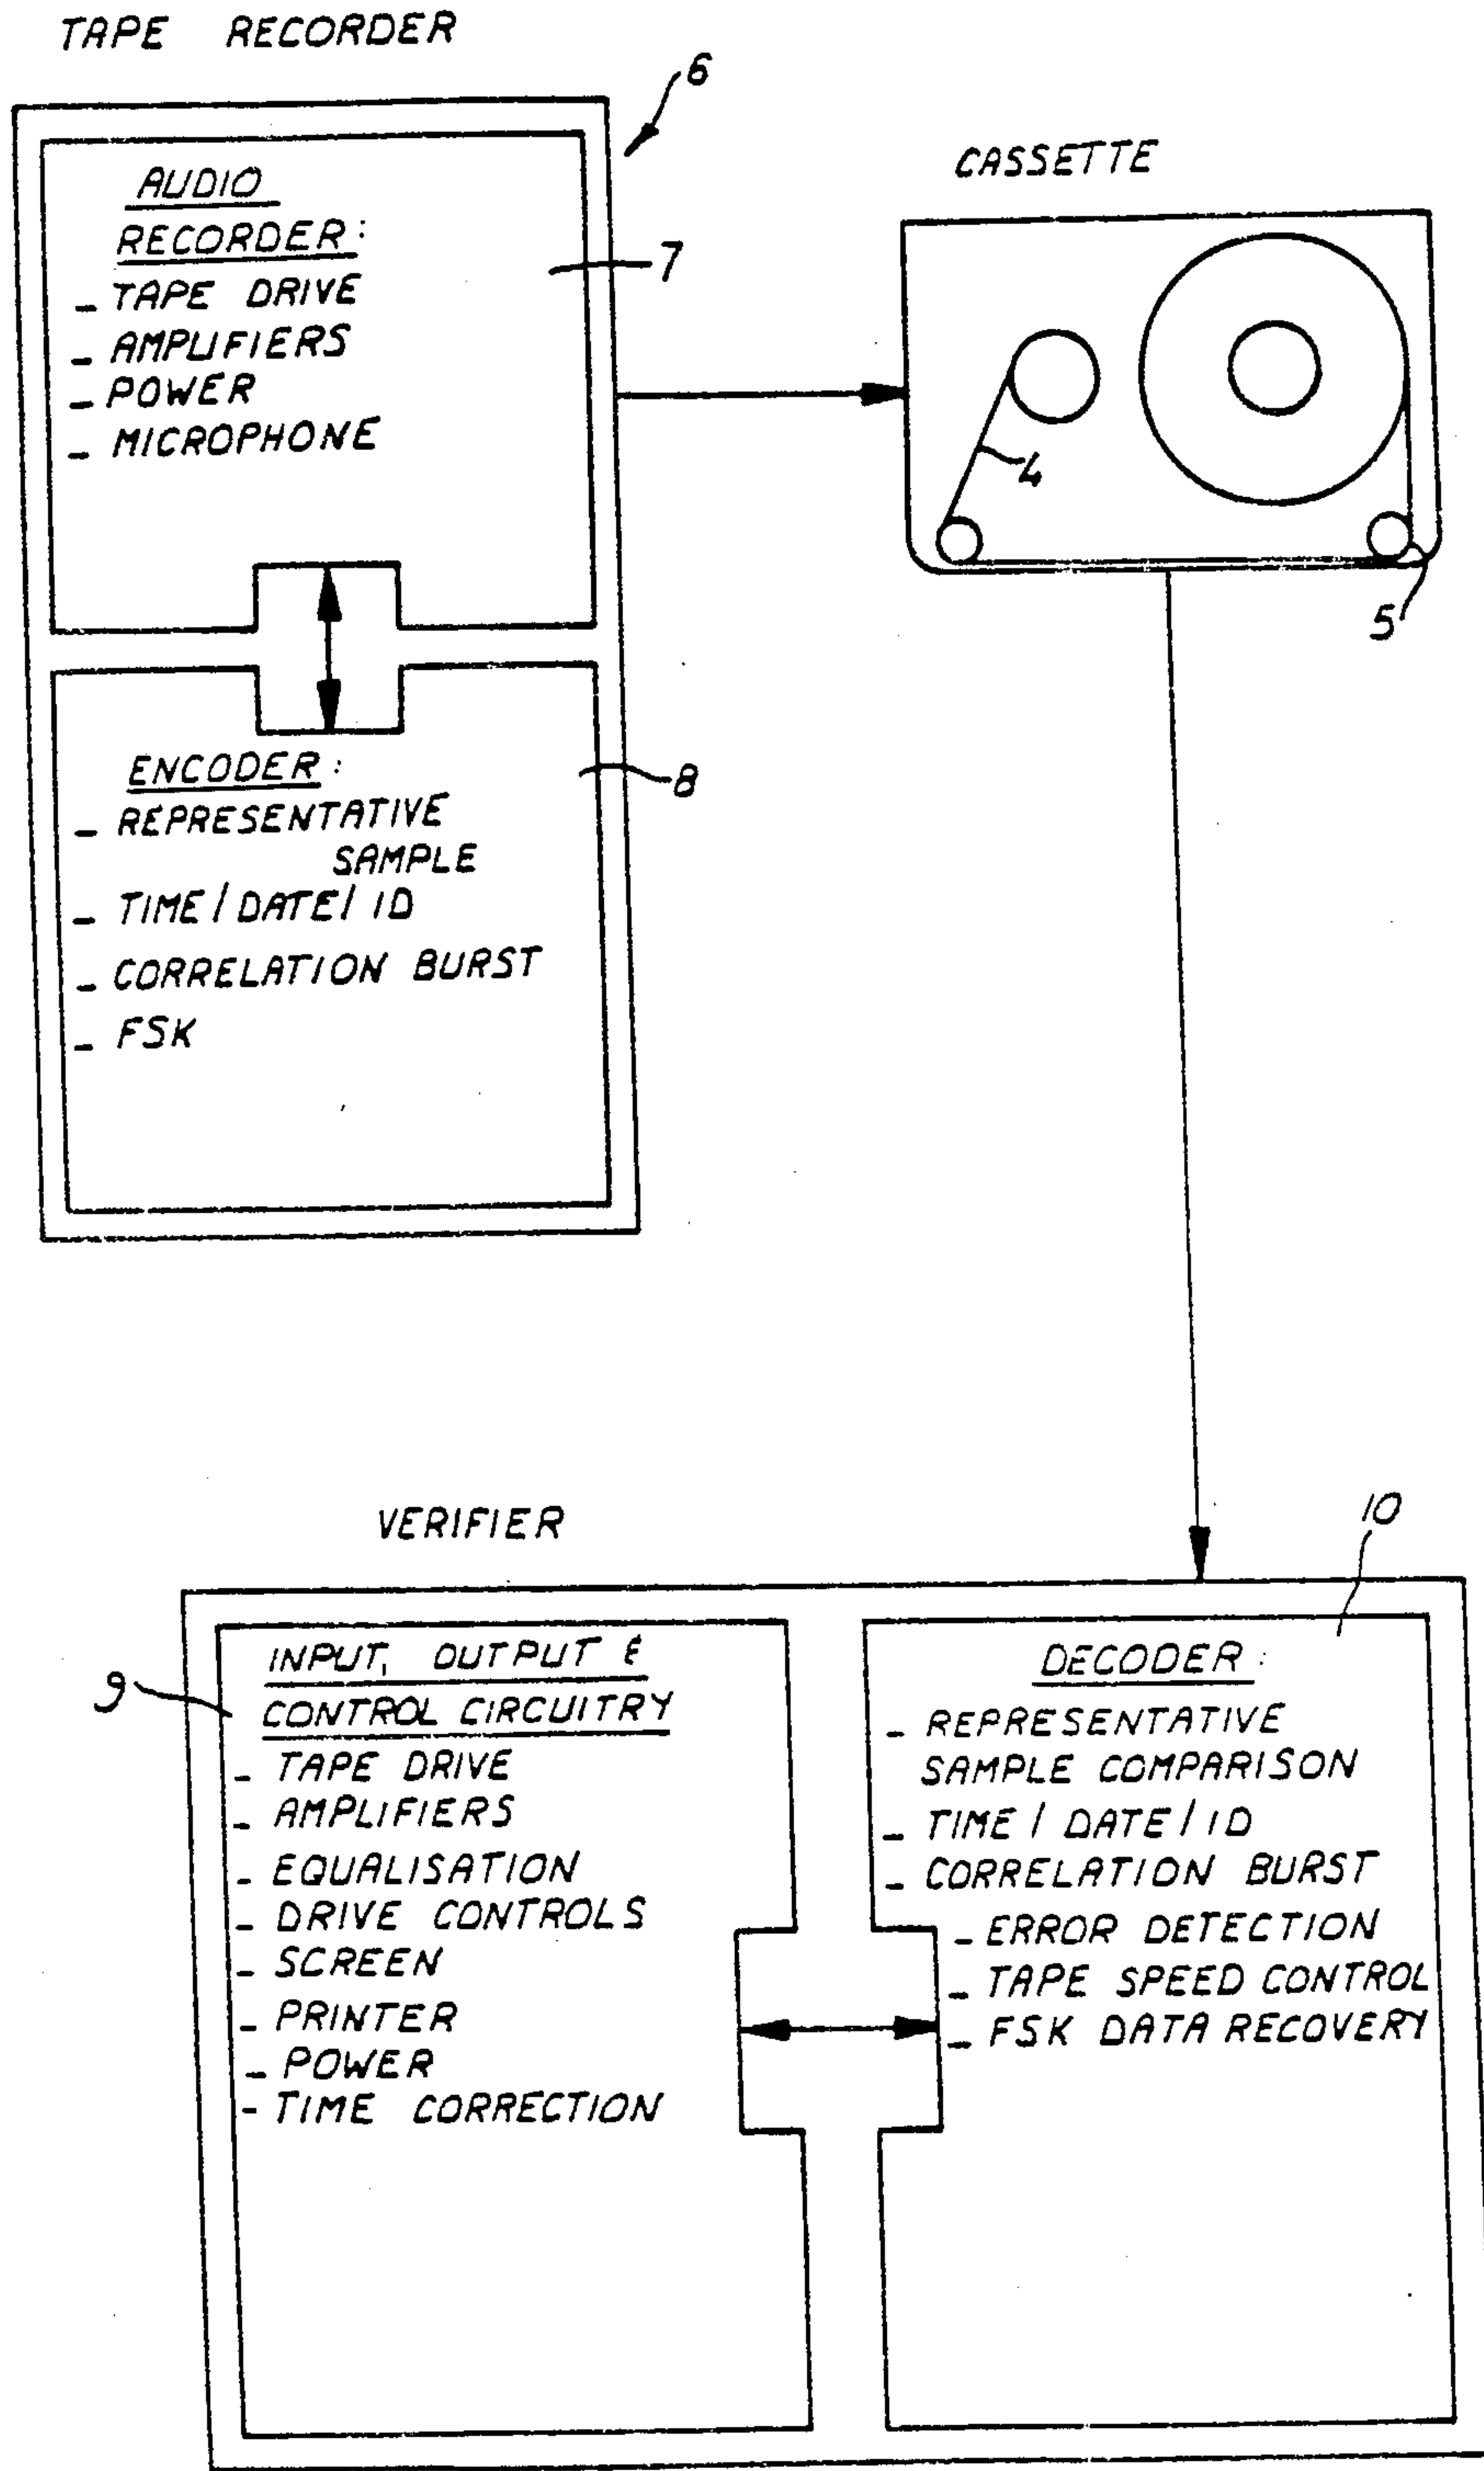 TAPE RECORDER
6
AUDIO
RECORDER:
7
- TAPE DRIVE
- AMPLIFIERS
- POWER
- MICROPHONE
CASSETTE
4
5
ENCODER:
8
- REPRESENTATIVE
SAMPLE
- TIME/DATE/ID
- CORRELATION BURST
- FSK
VERIFIER
10
9
INPUT, OUTPUT &
CONTROL CIRCUITRY
- TAPE DRIVE
- AMPLIFIERS
- EQUALISATION
- DRIVE CONTROLS
- SCREEN
- PRINTER
- POWER
- TIME CORRECTION
DECODER:
- REPRESENTATIVE
SAMPLE COMPARISON
- TIME/DATE/ID
- CORRELATION BURST
- ERROR DETECTION
- TAPE SPEED CONTROL
- FSK DATA RECOVERY